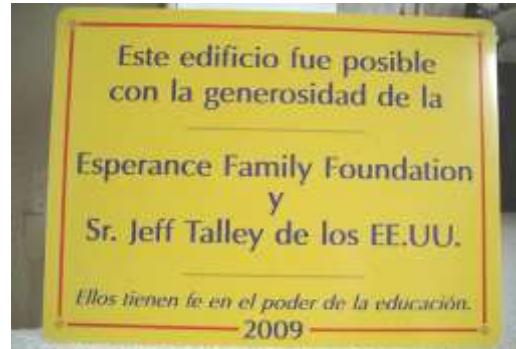 Este edificio fue posible
con la generosidad de la
Esperance Family Foundation
y
Sr. Jeff Talley de los EE.UU.
Ellos tienen fe en el poder de la educación.
2009